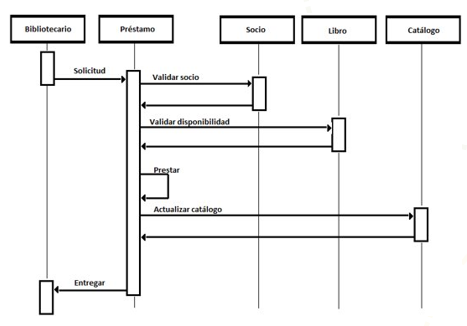 Bibliotecario
Préstamo
Socio
Libro
Catálogo
Solicitud
Validar socio
Validar disponibilidad
Prestar
Actualizar catálogo
Entregar